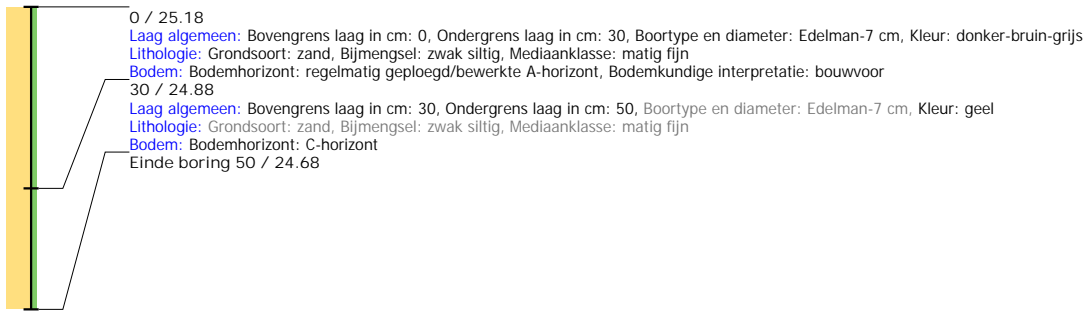 0 / 25.18
Laag algemeen: Bovengrens laag in cm: 0, Ondergrens laag in cm: 30, Boortype en diameter: Edelman-7 cm, Kleur: donker-bruin-grijs
Lithologie: Grondsoort: zand, Bijmengsel: zwak siltig, Mediaanklasse: matig fijn
Bodem: Bodemhorizont: regelmatig geploegd/bewerkte A-horizont, Bodemkundige interpretatie: bouwvoor
30 / 24.88
Laag algemeen: Bovengrens laag in cm: 30, Ondergrens laag in cm: 50, Boortype en diameter: Edelman-7 cm, Kleur: geel
Lithologie: Grondsoort: zand, Bijmengsel: zwak siltig, Mediaanklasse: matig fijn
Bodem: Bodemhorizont: C-horizont
Einde boring 50 / 24.68